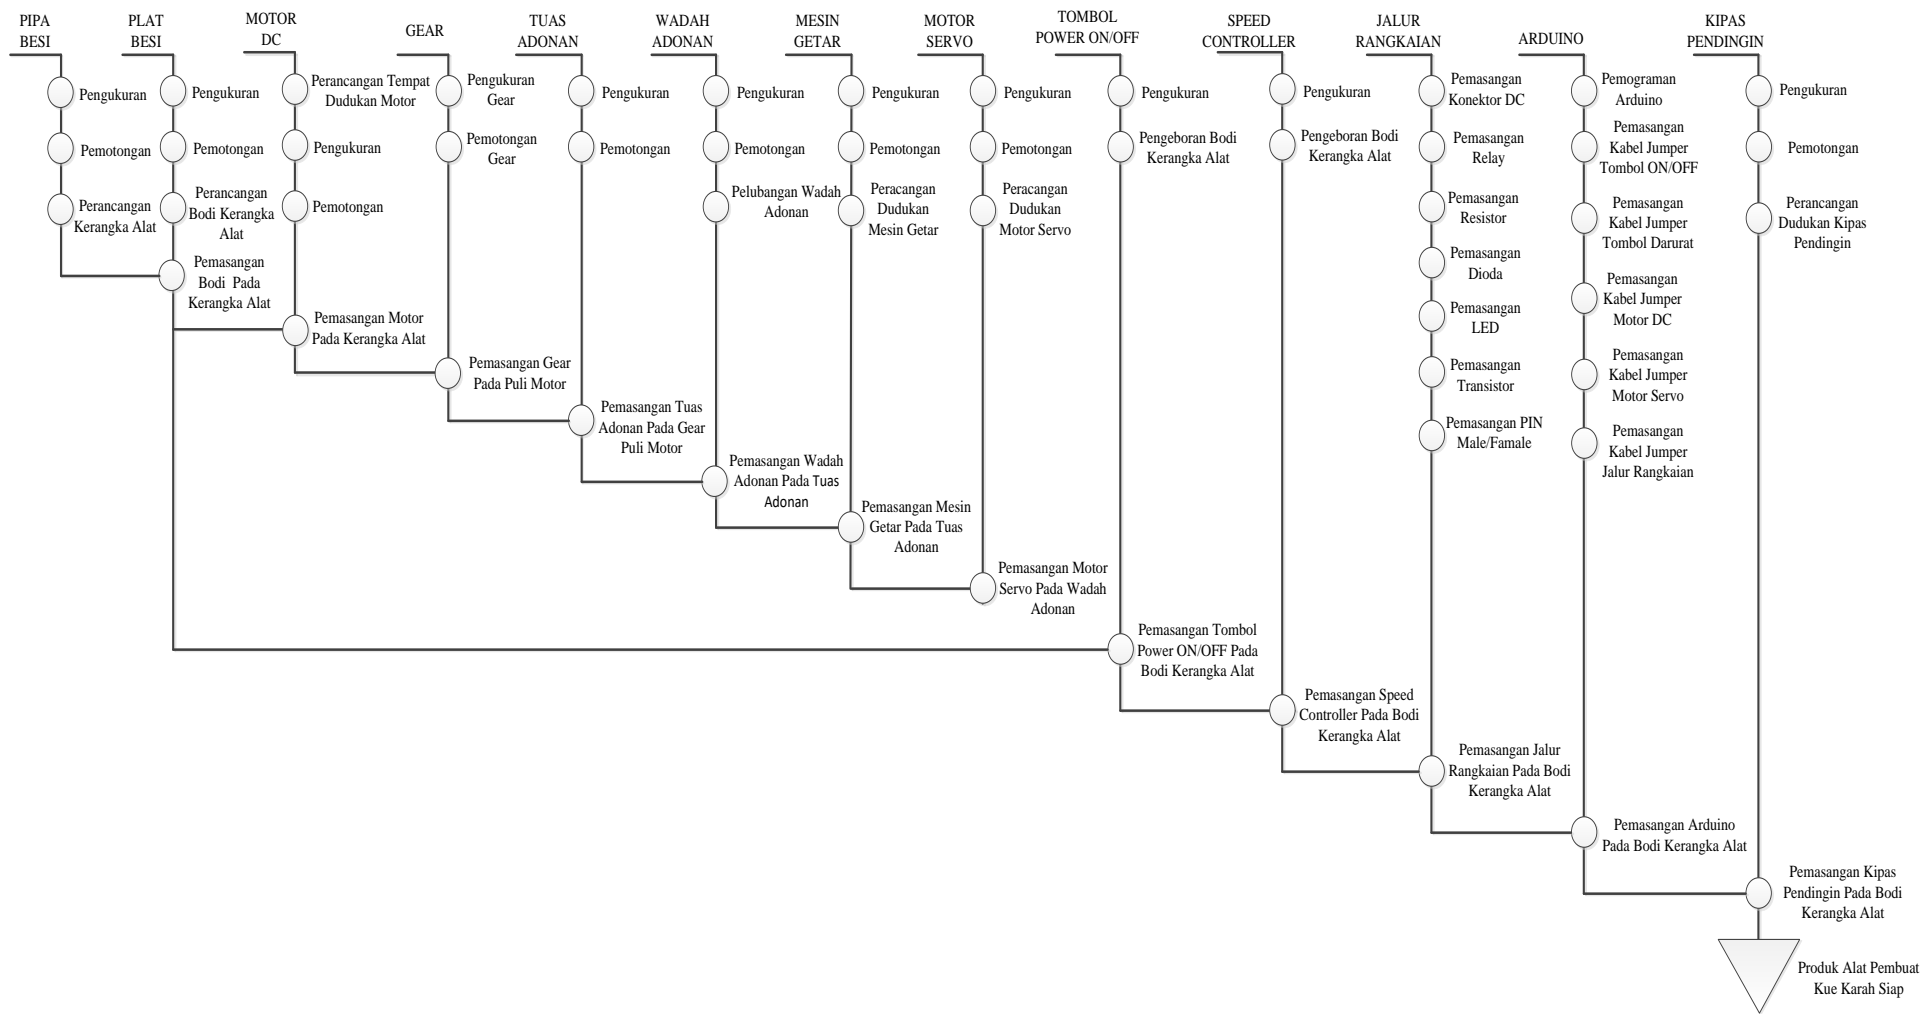 PIPA
BESI
PLAT
BESI
MOTOR
DC
GEAR
TUAS
ADONAN
WADAH
ADONAN
MESIN
GETAR
MOTOR
SERVO
TOMBOL
POWER ON/OFF
SPEED
CONTROLLER
JALUR
RANGKAIAN
ARDUINO
KIPAS
PENDINGIN
Pengukuran
Pemotongan
Perancangan
Kerangka Alat
Pengukuran
Pemotongan
Perancangan
Bodi Kerangka
Alat
Pemasangan
Bodi Pada
Kerangka Alat
Perancangan Tempat
Dudukan Motor
Pengukuran
Pemotongan
Pemasangan Motor
Pada Kerangka Alat
Pengukuran
Gear
Pemotongan
Gear
Pemasangan Gear
Pada Puli Motor
Pengukuran
Pemotongan
Pemasangan Tuas
Adonan Pada Gear
Puli Motor
Pengukuran
Pemotongan
Pelubangan Wadah
Adonan
Pemasangan Wadah
Adonan Pada Tuas
Adonan
Pengukuran
Pemotongan
Peracangan
Dudukan
Mesin Getar
Pemasangan Mesin
Getar Pada Tuas
Adonan
Pengukuran
Pemotongan
Peracangan
Dudukan
Motor Servo
Pemasangan Motor
Servo Pada Wadah
Adonan
Pengukuran
Pengeboran Bodi
Kerangka Alat
Pemasangan Tombol
Power ON/OFF Pada
Bodi Kerangka Alat
Pengukuran
Pengeboran Bodi
Kerangka Alat
Pemasangan Speed
Controller Pada Bodi
Kerangka Alat
Pemasangan
Konektor DC
Pemasangan
Relay
Pemasangan
Resistor
Pemasangan
Dioda
Pemasangan
LED
Pemasangan
Transistor
Pemasangan PIN
Male/Famale
Pemasangan Jalur
Rangkaian Pada Bodi
Kerangka Alat
Pemograman
Arduino
Pemasangan
Kabel Jumper
Tombol ON/OFF
Pemasangan
Kabel Jumper
Tombol Darurat
Pemasangan
Kabel Jumper
Motor DC
Pemasangan
Kabel Jumper
Motor Servo
Pemasangan
Kabel Jumper
Jalur Rangkaian
Pemasangan Arduino
Pada Bodi Kerangka Alat
Pengukuran
Pemotongan
Perancangan
Dudukan Kipas
Pendingin
Pemasangan Kipas
Pendingin Pada Bodi
Kerangka Alat
Produk Alat Pembuat
Kue Karah Siap